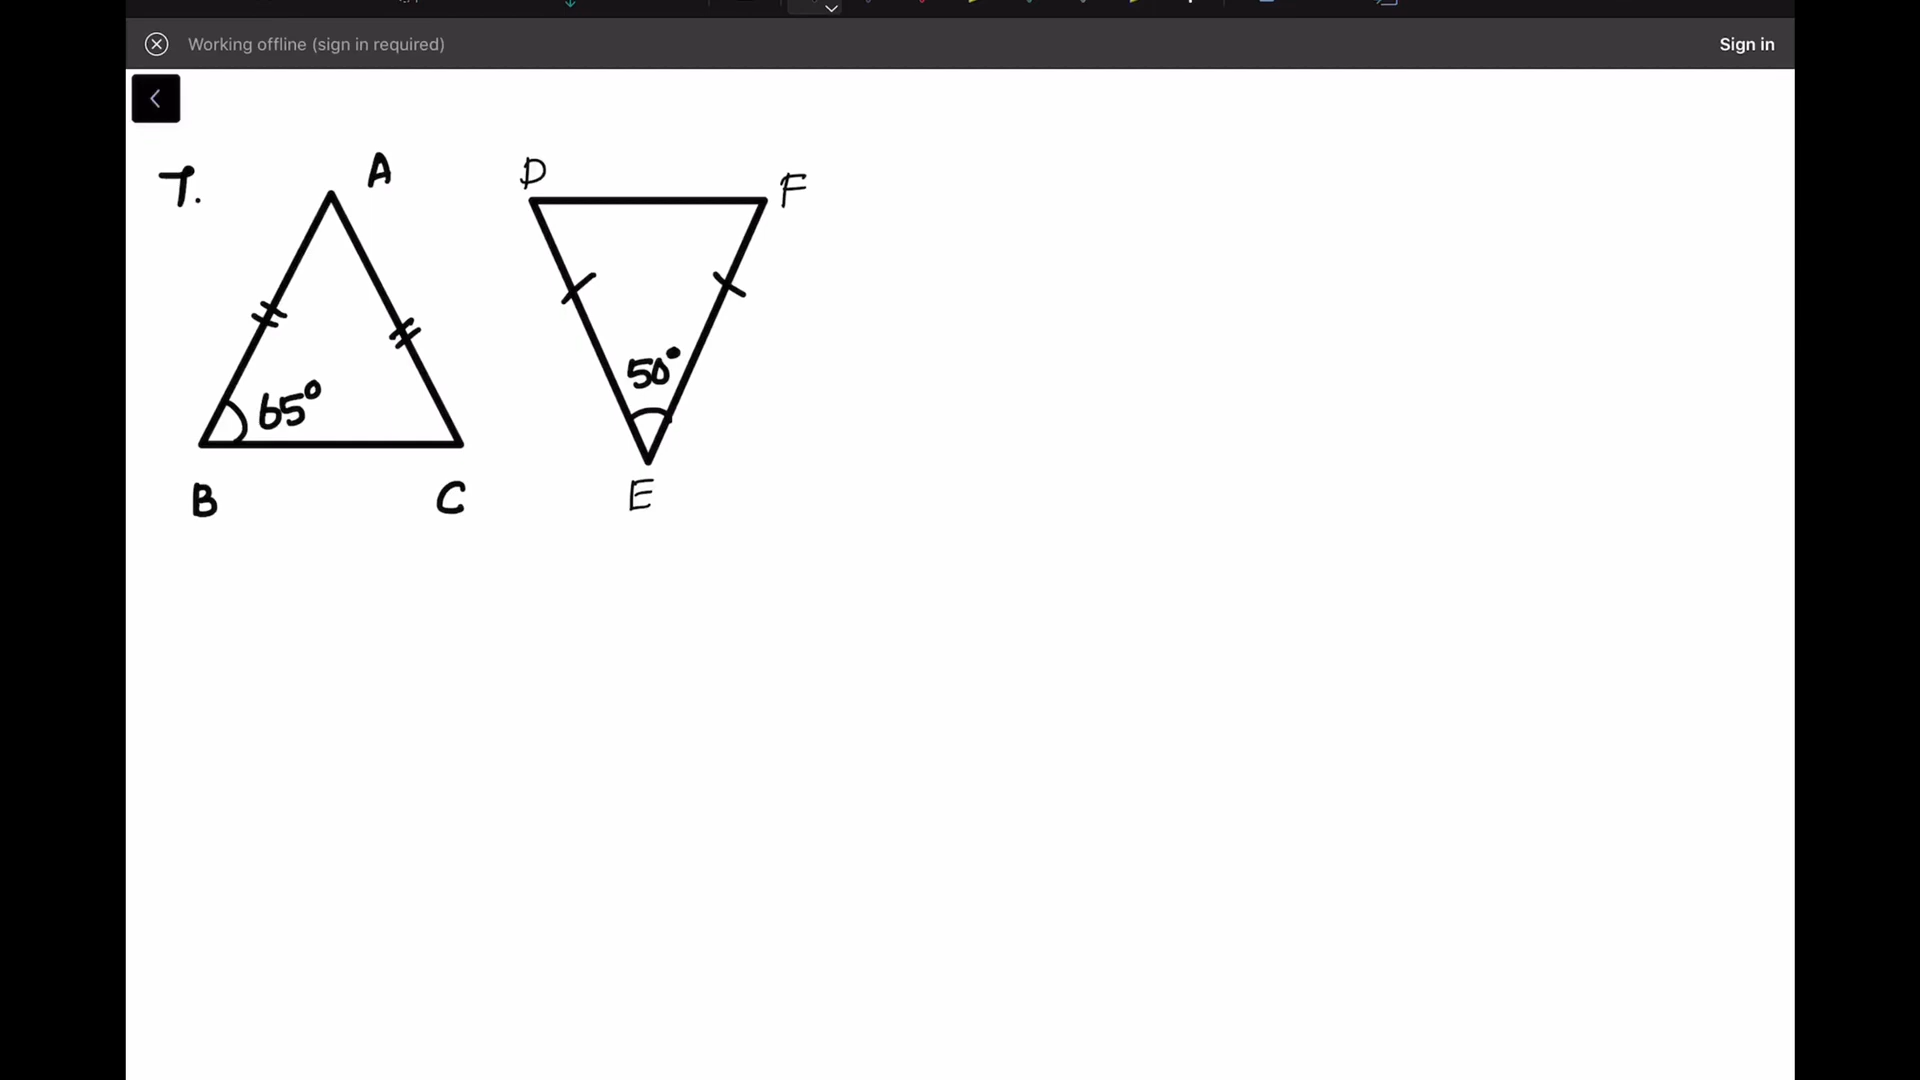 Working offline (sign in required)
Sign in
7.
A
D
F
65°
50°
B
C
E